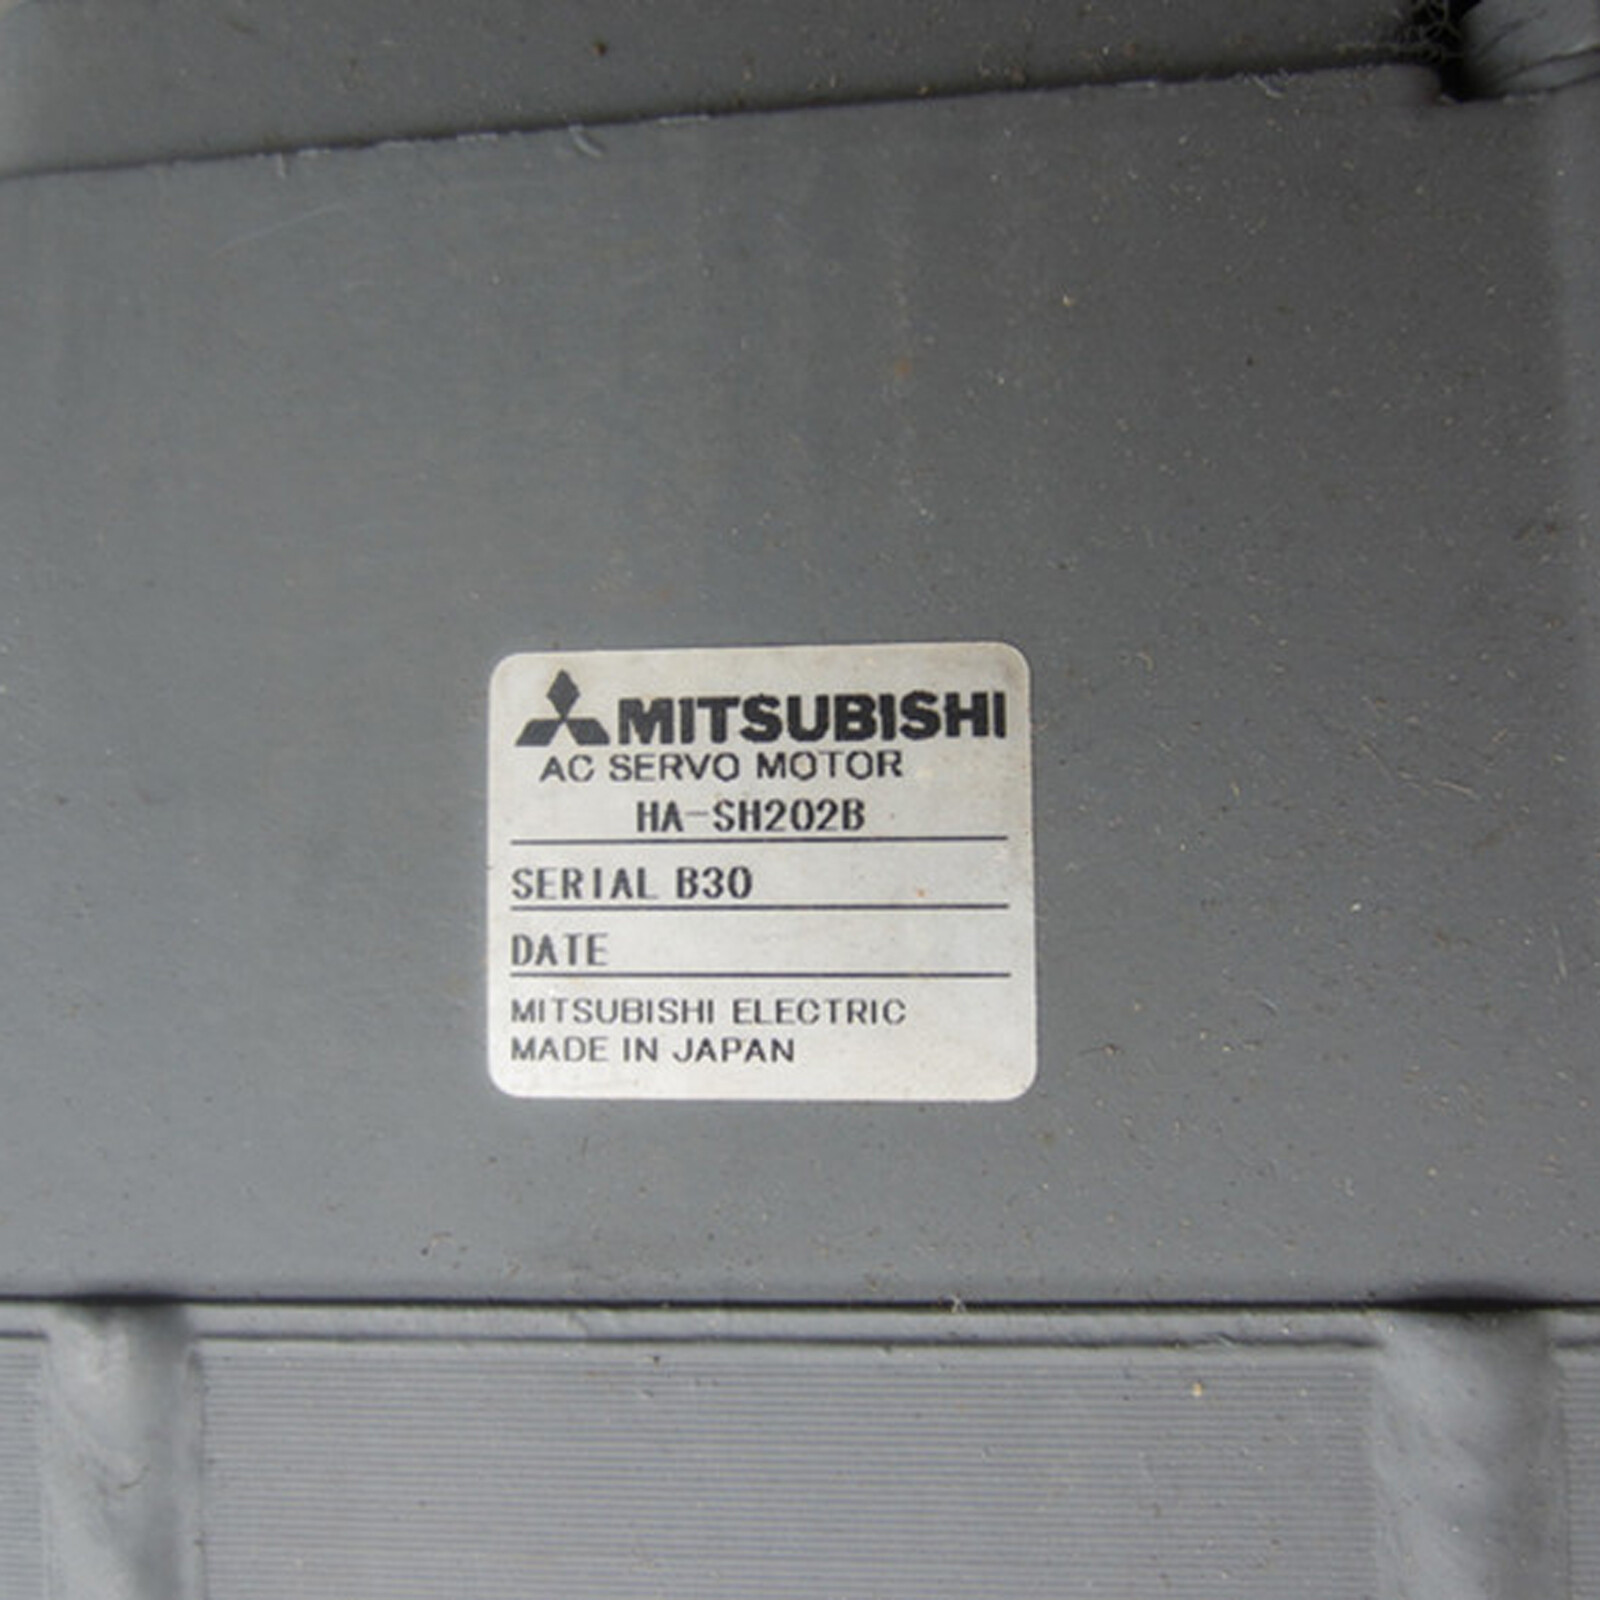 MITSUBISHI
AC SERVO MOTOR
HA-SH202B
SERIAL B30
DATE
MITSUBISHI ELECTRIC
MADE IN JAPAN